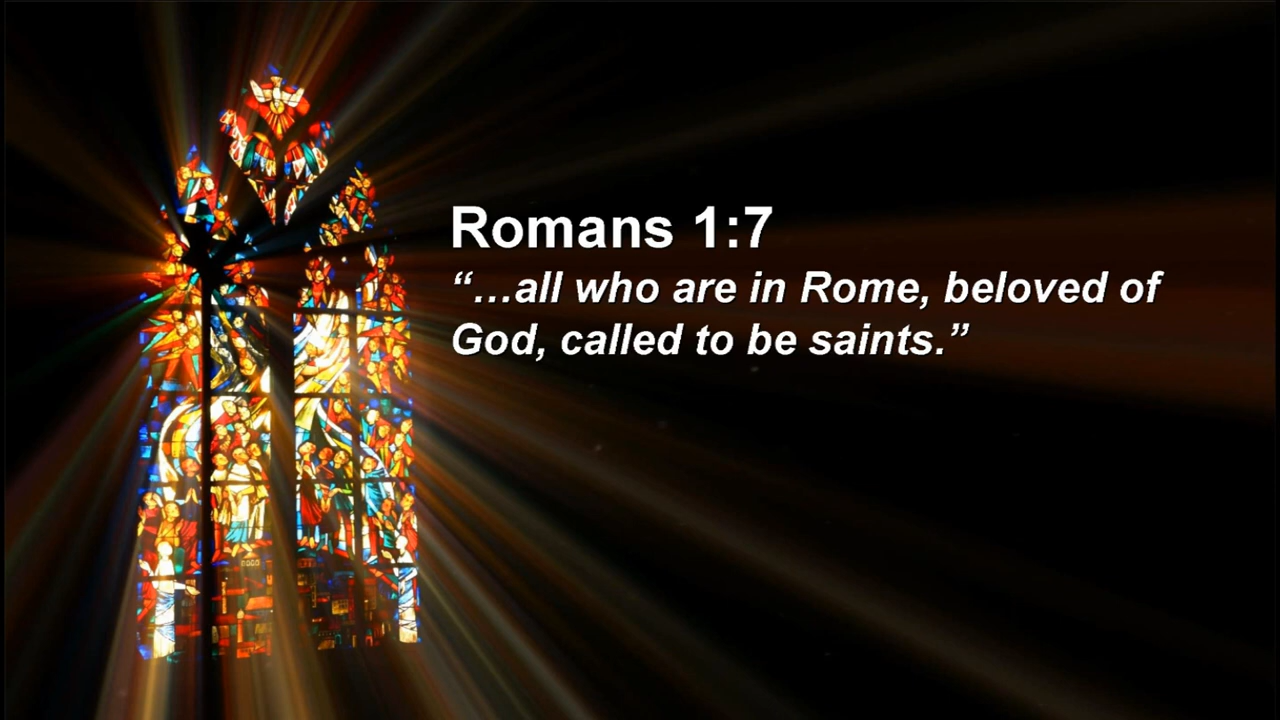 Romans 1:7
“…all who are in Rome, beloved of
God, called to be saints.”